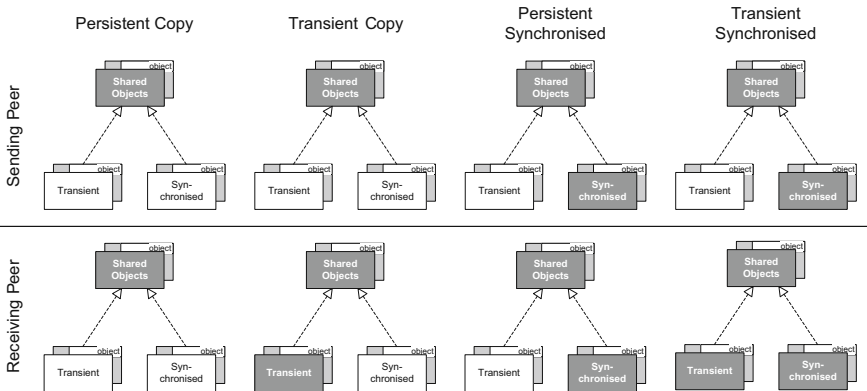 Persistent Copy
Transient Copy
Persistent
Synchronised
Transient
Synchronised
Sending Peer
object
Shared
Objects
object
Shared
Objects
object
Shared
Objects
object
Shared
Objects
object
Transient
object
Syn-
chronised
object
Transient
object
Syn-
chronised
object
Transient
object
Syn-
chronised
object
Transient
object
Syn-
chronised
Receiving Peer
object
Shared
Objects
object
Shared
Objects
object
Shared
Objects
object
Shared
Objects
object
Transient
object
Syn-
chronised
object
Transient
object
Syn-
chronised
object
Transient
object
Syn-
chronised
object
Transient
object
Syn-
chronised